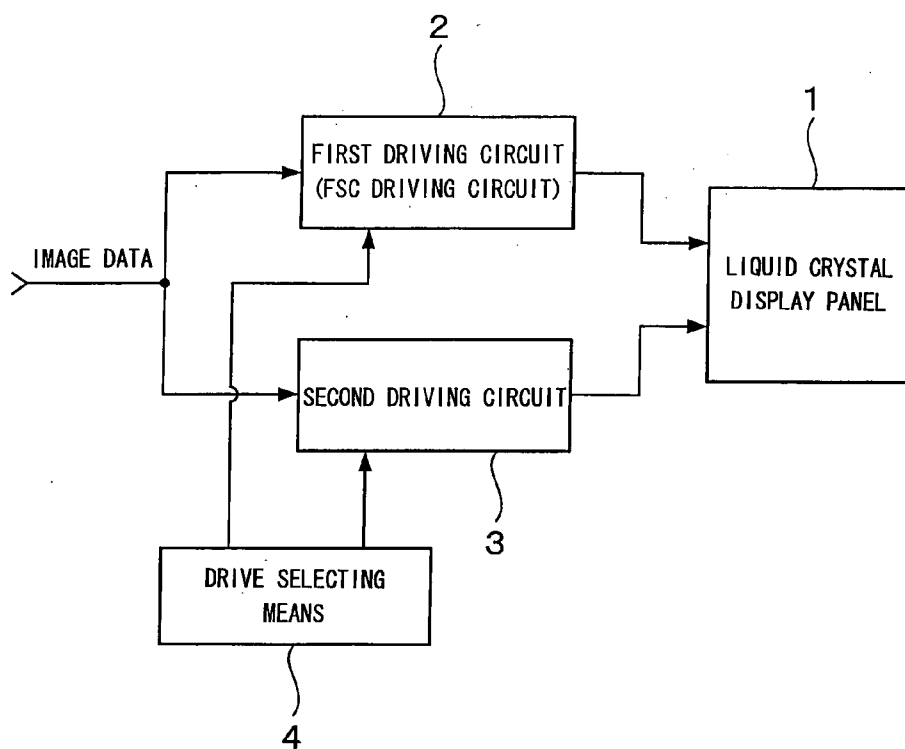 2
1
FIRST DRIVING CIRCUIT
(FSC DRIVING CIRCUIT)
IMAGE DATA
LIQUID CRYSTAL
DISPLAY PANEL
SECOND DRIVING CIRCUIT
3
DRIVE SELECTING
MEANS
4